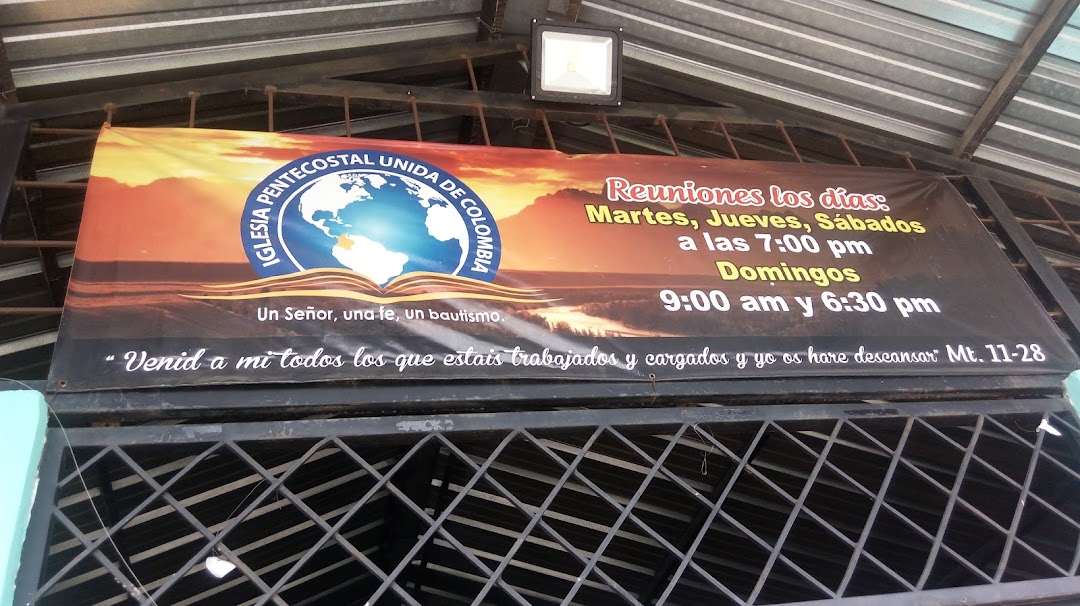 IGLESIA PENTECOSTAL UNIDA DE COLOMBIA
Un Señor, una fe, un bautismo.
Reuniones los días:
Martes, Jueves, Sábados
a las 7:00 pm
Domingos
9:00 am y 6:30 pm
“Venid a mi todos los que estais trabajados y cargados y yo os hare descansar” Mt. 11-28